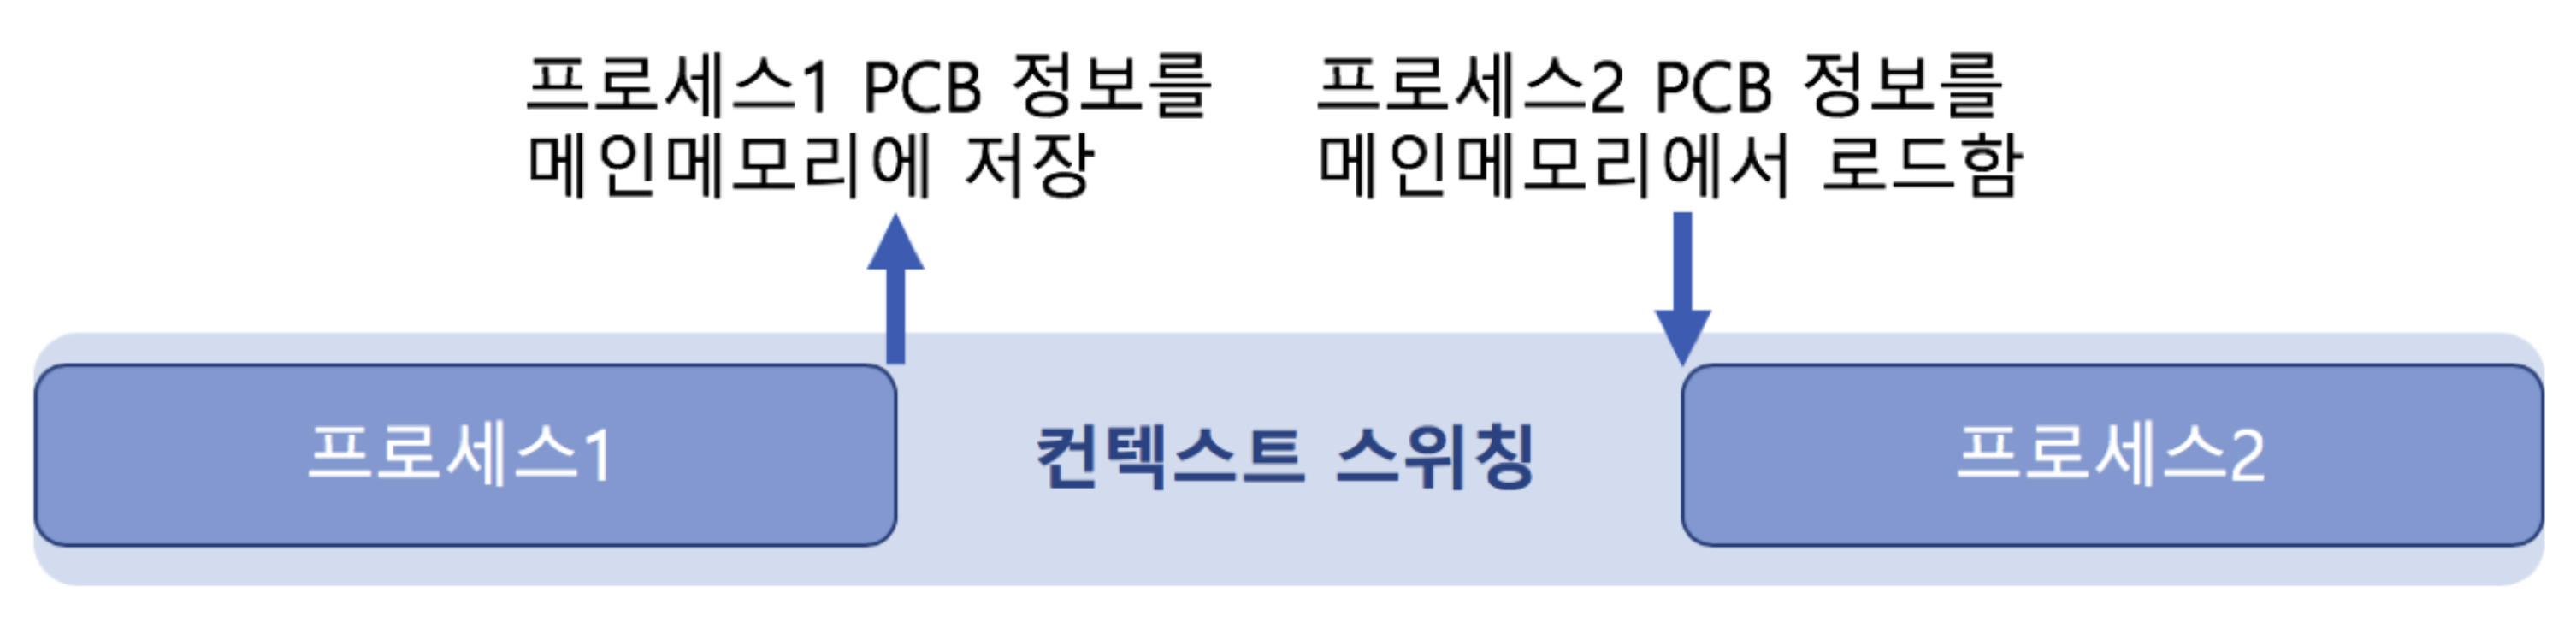 프로세스1 PCB 정보를
메인메모리에 저장
프로세스2 PCB 정보를
메인메모리에서 로드함
프로세스1
컨텍스트 스위칭
프로세스2